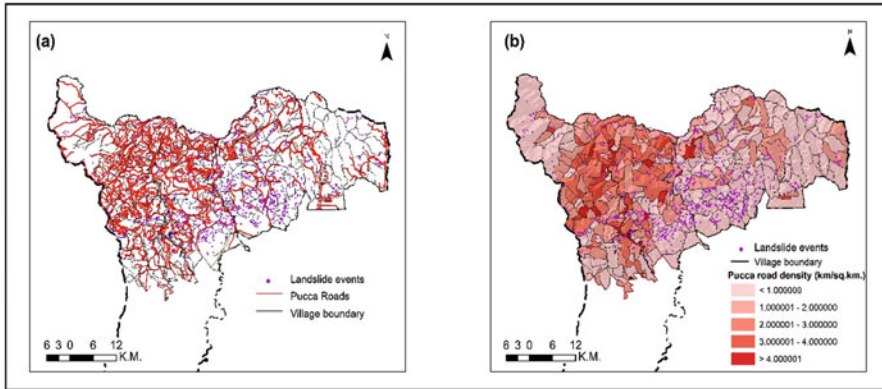 (a)
N
Landslide events
Pucca Roads
Village boundary
6 3 0 6 12
K.M.
(b)
N
Landslide events
Village boundary
Pucca road density (km/sq.km.)
< 1.000000
1.000001 - 2.000000
2.000001 - 3.000000
3.000001 - 4.000000
> 4.000001
6 3 0 6 12
K.M.